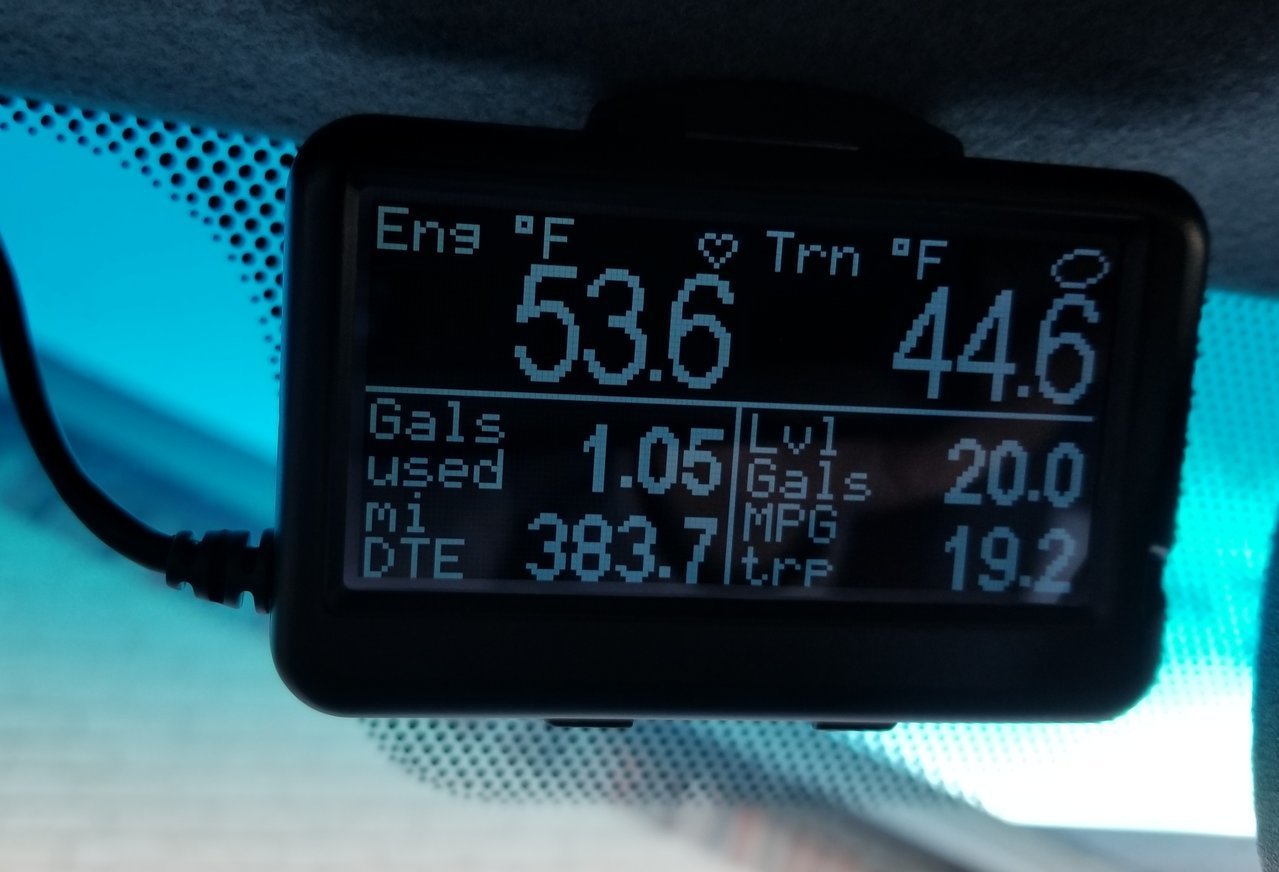 Eng °F Trn °F
53.6 44.6
Gals used 1.05 Lvl Gals 20.0
mi DTE 383.7 MPG trp 19.2